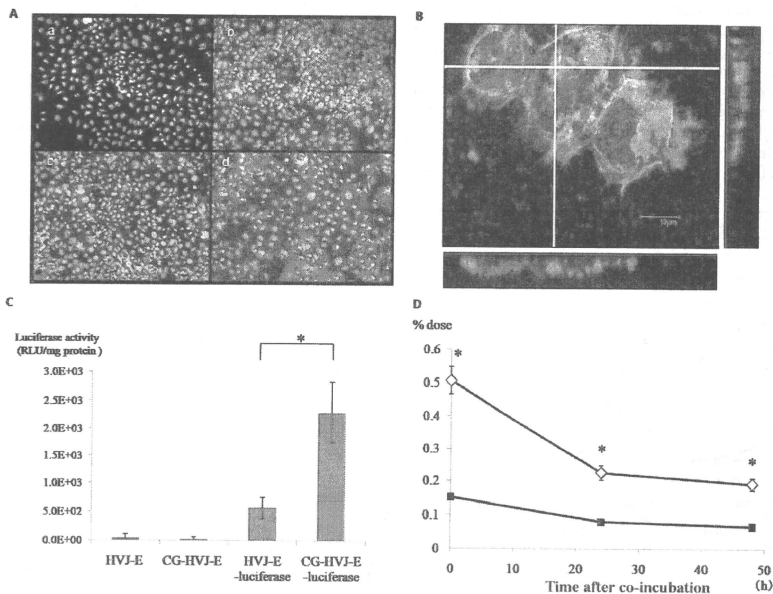 A
a
b
c
d
B
10μm
C
Luciferase activity
(RLU/mg protein )
3.0E+03
2.5E+03
2.0E+03
1.5E+03
1.0E+03
5.0E+02
0.0E+00
*
HVJ-E
CG-HVJ-E
HVJ-E
-luciferase
CG-HVJ-E
-luciferase
D
% dose
0.6
0.5
0.4
0.3
0.2
0.1
0
*
*
*
0
10
20
30
40
50
Time after co-incubation
(h)